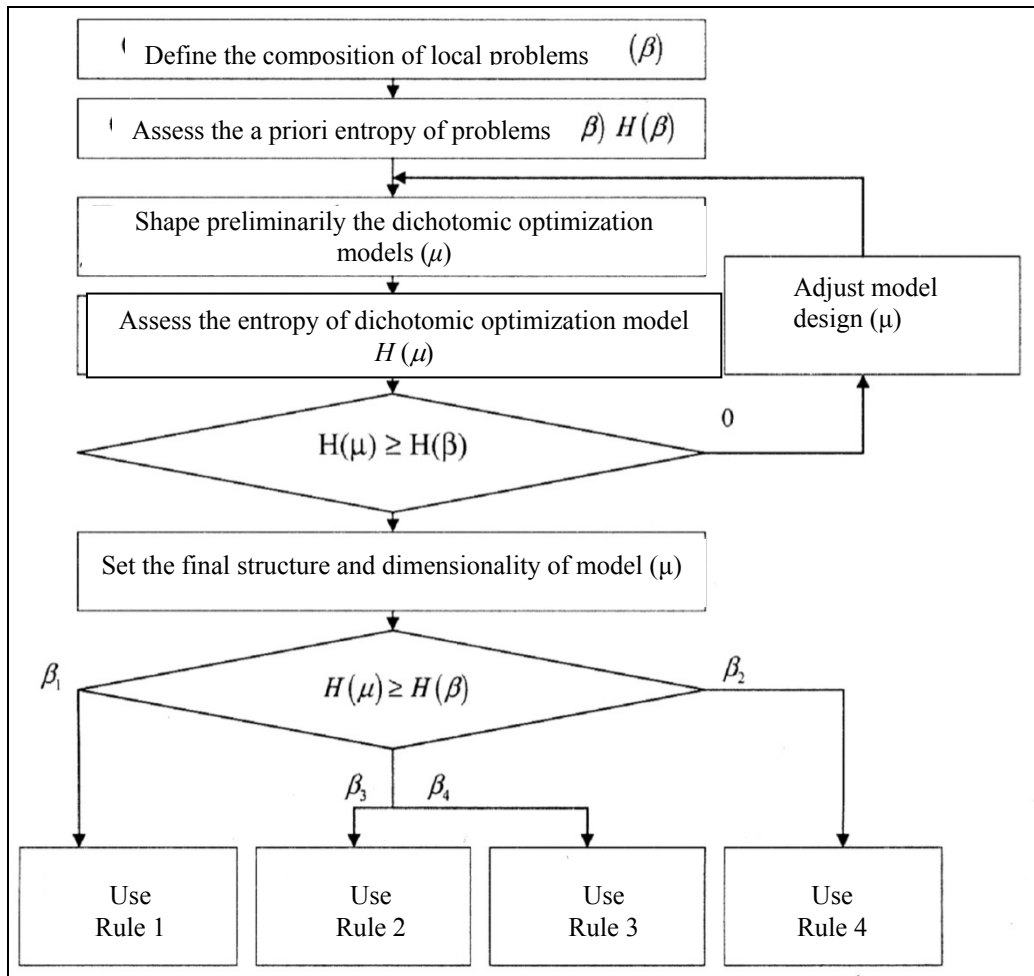 Define the composition of local problems (β)
Assess the a priori entropy of problems β) H(β)
Shape preliminarily the dichotomic optimization
models (μ)
Adjust model
design (μ)
Assess the entropy of dichotomic optimization model
H (μ)
0
H(μ) ≥ H(β)
Set the final structure and dimensionality of model (μ)
β₁
H(μ) ≥ H(β)
β₂
β₃ β₄
Use
Rule 1
Use
Rule 2
Use
Rule 3
Use
Rule 4